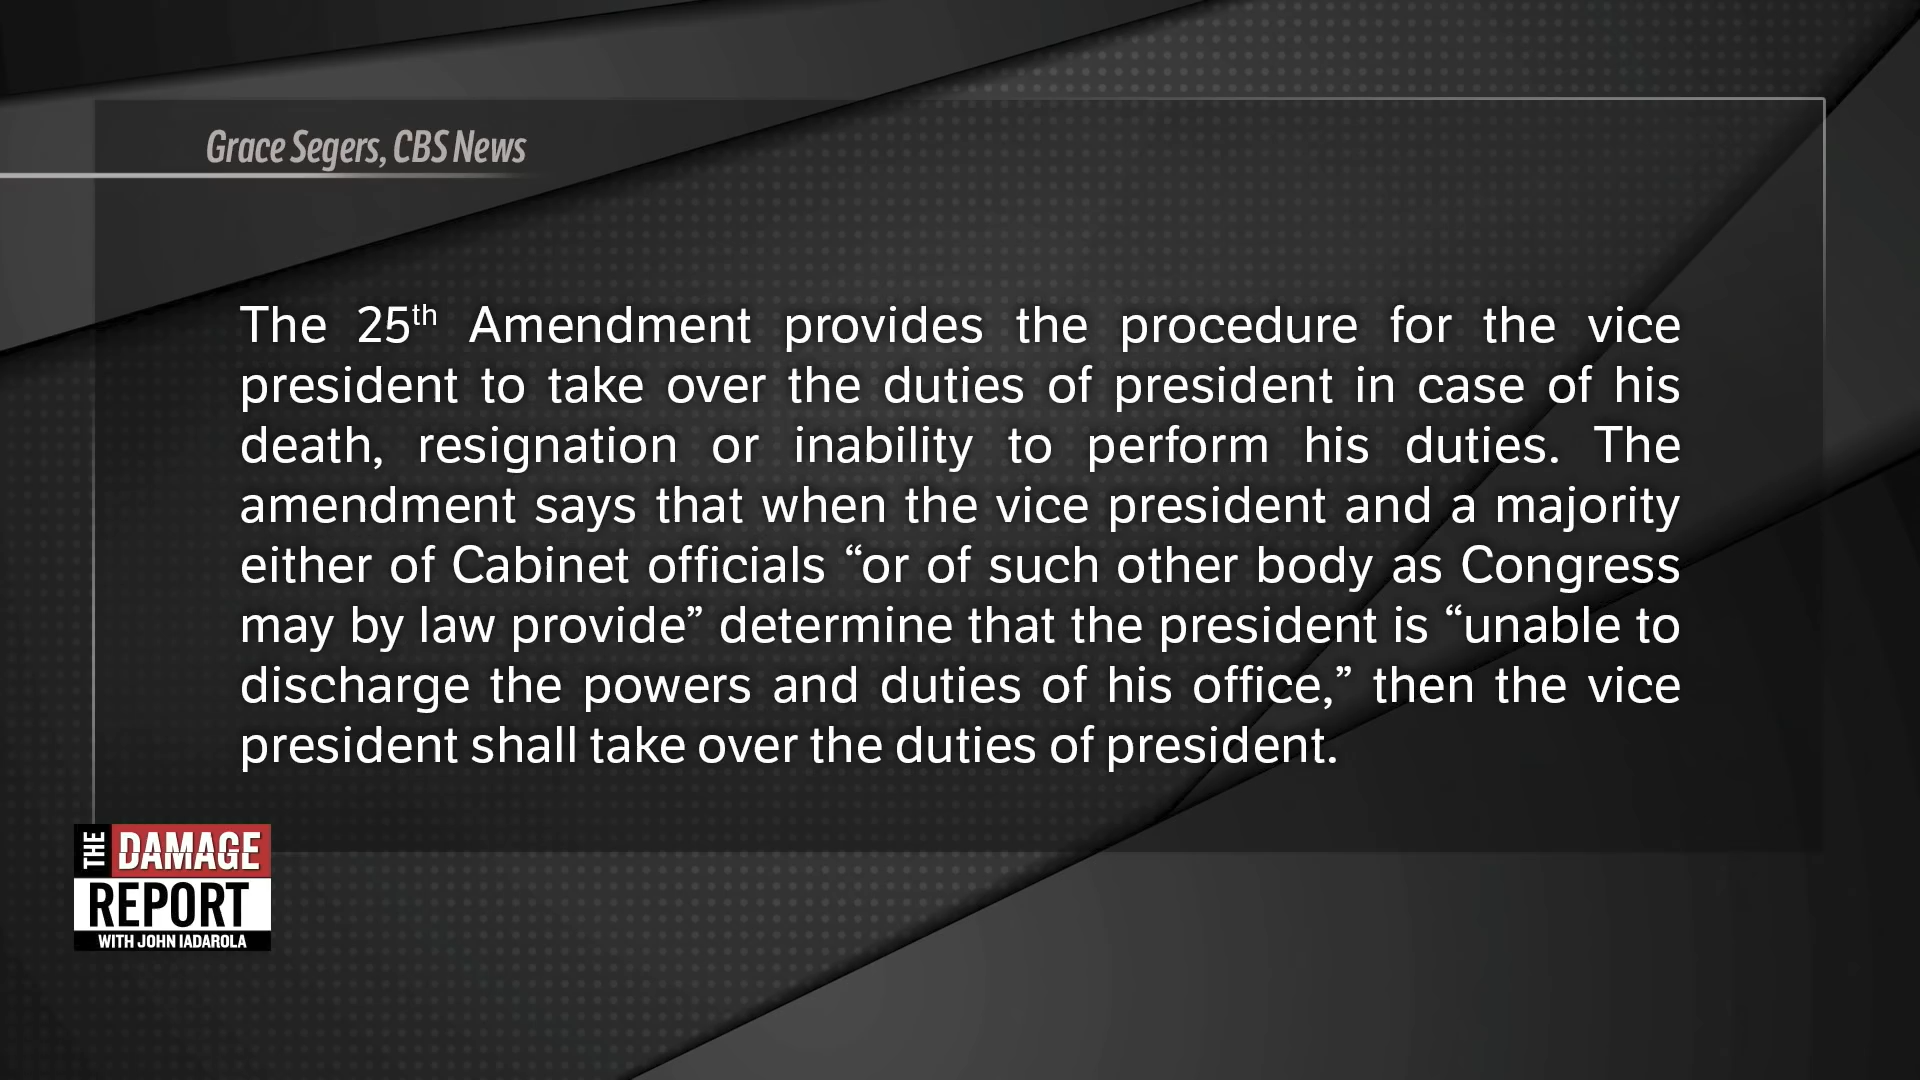 Grace Segers, CBS News
The 25th Amendment provides the procedure for the vice
president to take over the duties of president in case of his
death, resignation or inability to perform his duties. The
amendment says that when the vice president and a majority
either of Cabinet officials “or of such other body as Congress
may by law provide” determine that the president is “unable to
discharge the powers and duties of his office,” then the vice
president shall take over the duties of president.
THE DAMAGE
REPORT
WITH JOHN IADAROLA